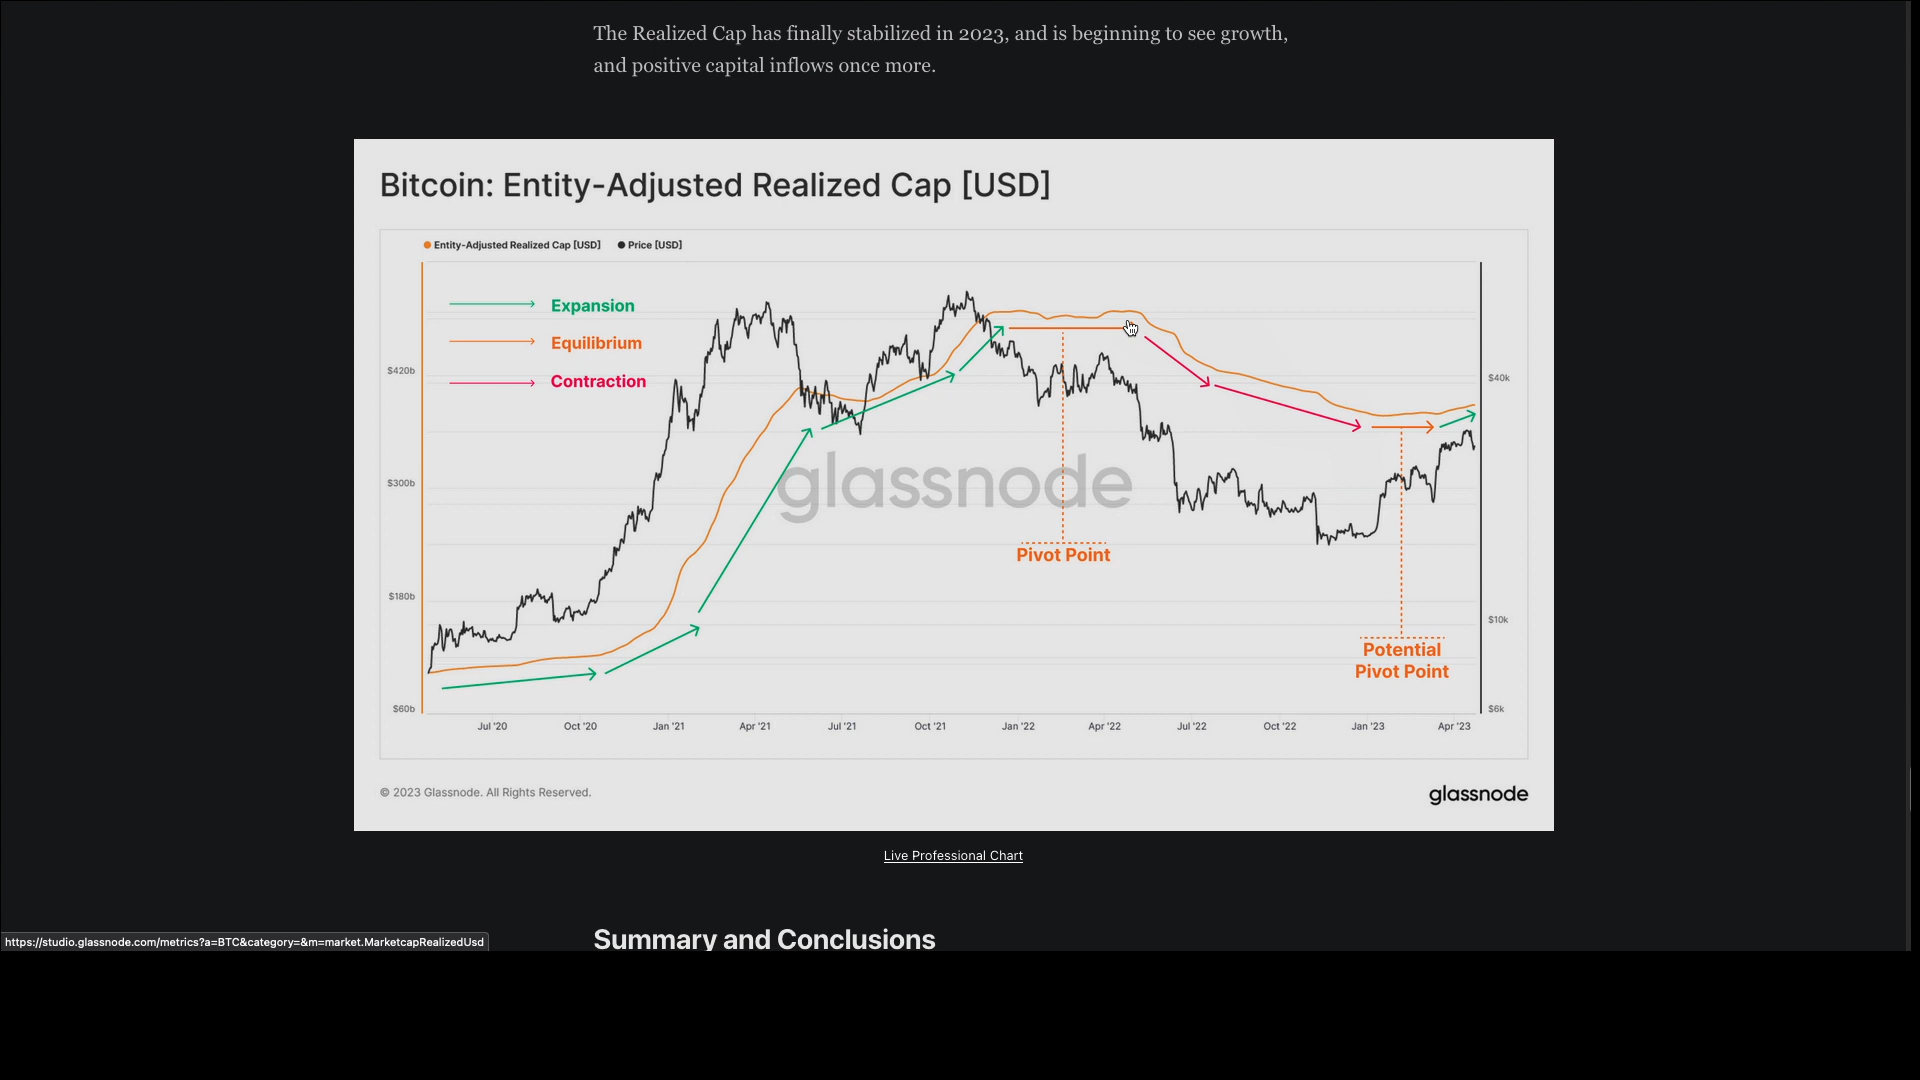 The Realized Cap has finally stabilized in 2023, and is beginning to see growth,
and positive capital inflows once more.
Bitcoin: Entity-Adjusted Realized Cap [USD]
Entity-Adjusted Realized Cap [USD] Price [USD]
Expansion
Equilibrium
Contraction
$420b
$300b
$180b
$60b
$40k
$10k
$6k
glassnode
Pivot Point
Potential
Pivot Point
Jul '20 Oct '20 Jan '21 Apr '21 Jul '21 Oct '21 Jan '22 Apr '22 Jul '22 Oct '22 Jan '23 Apr '23
© 2023 Glassnode. All Rights Reserved.
glassnode
Live Professional Chart
Summary and Conclusions
https://studio.glassnode.com/metrics?a=BTC&category=&m=market.MarketcapRealizedUsd